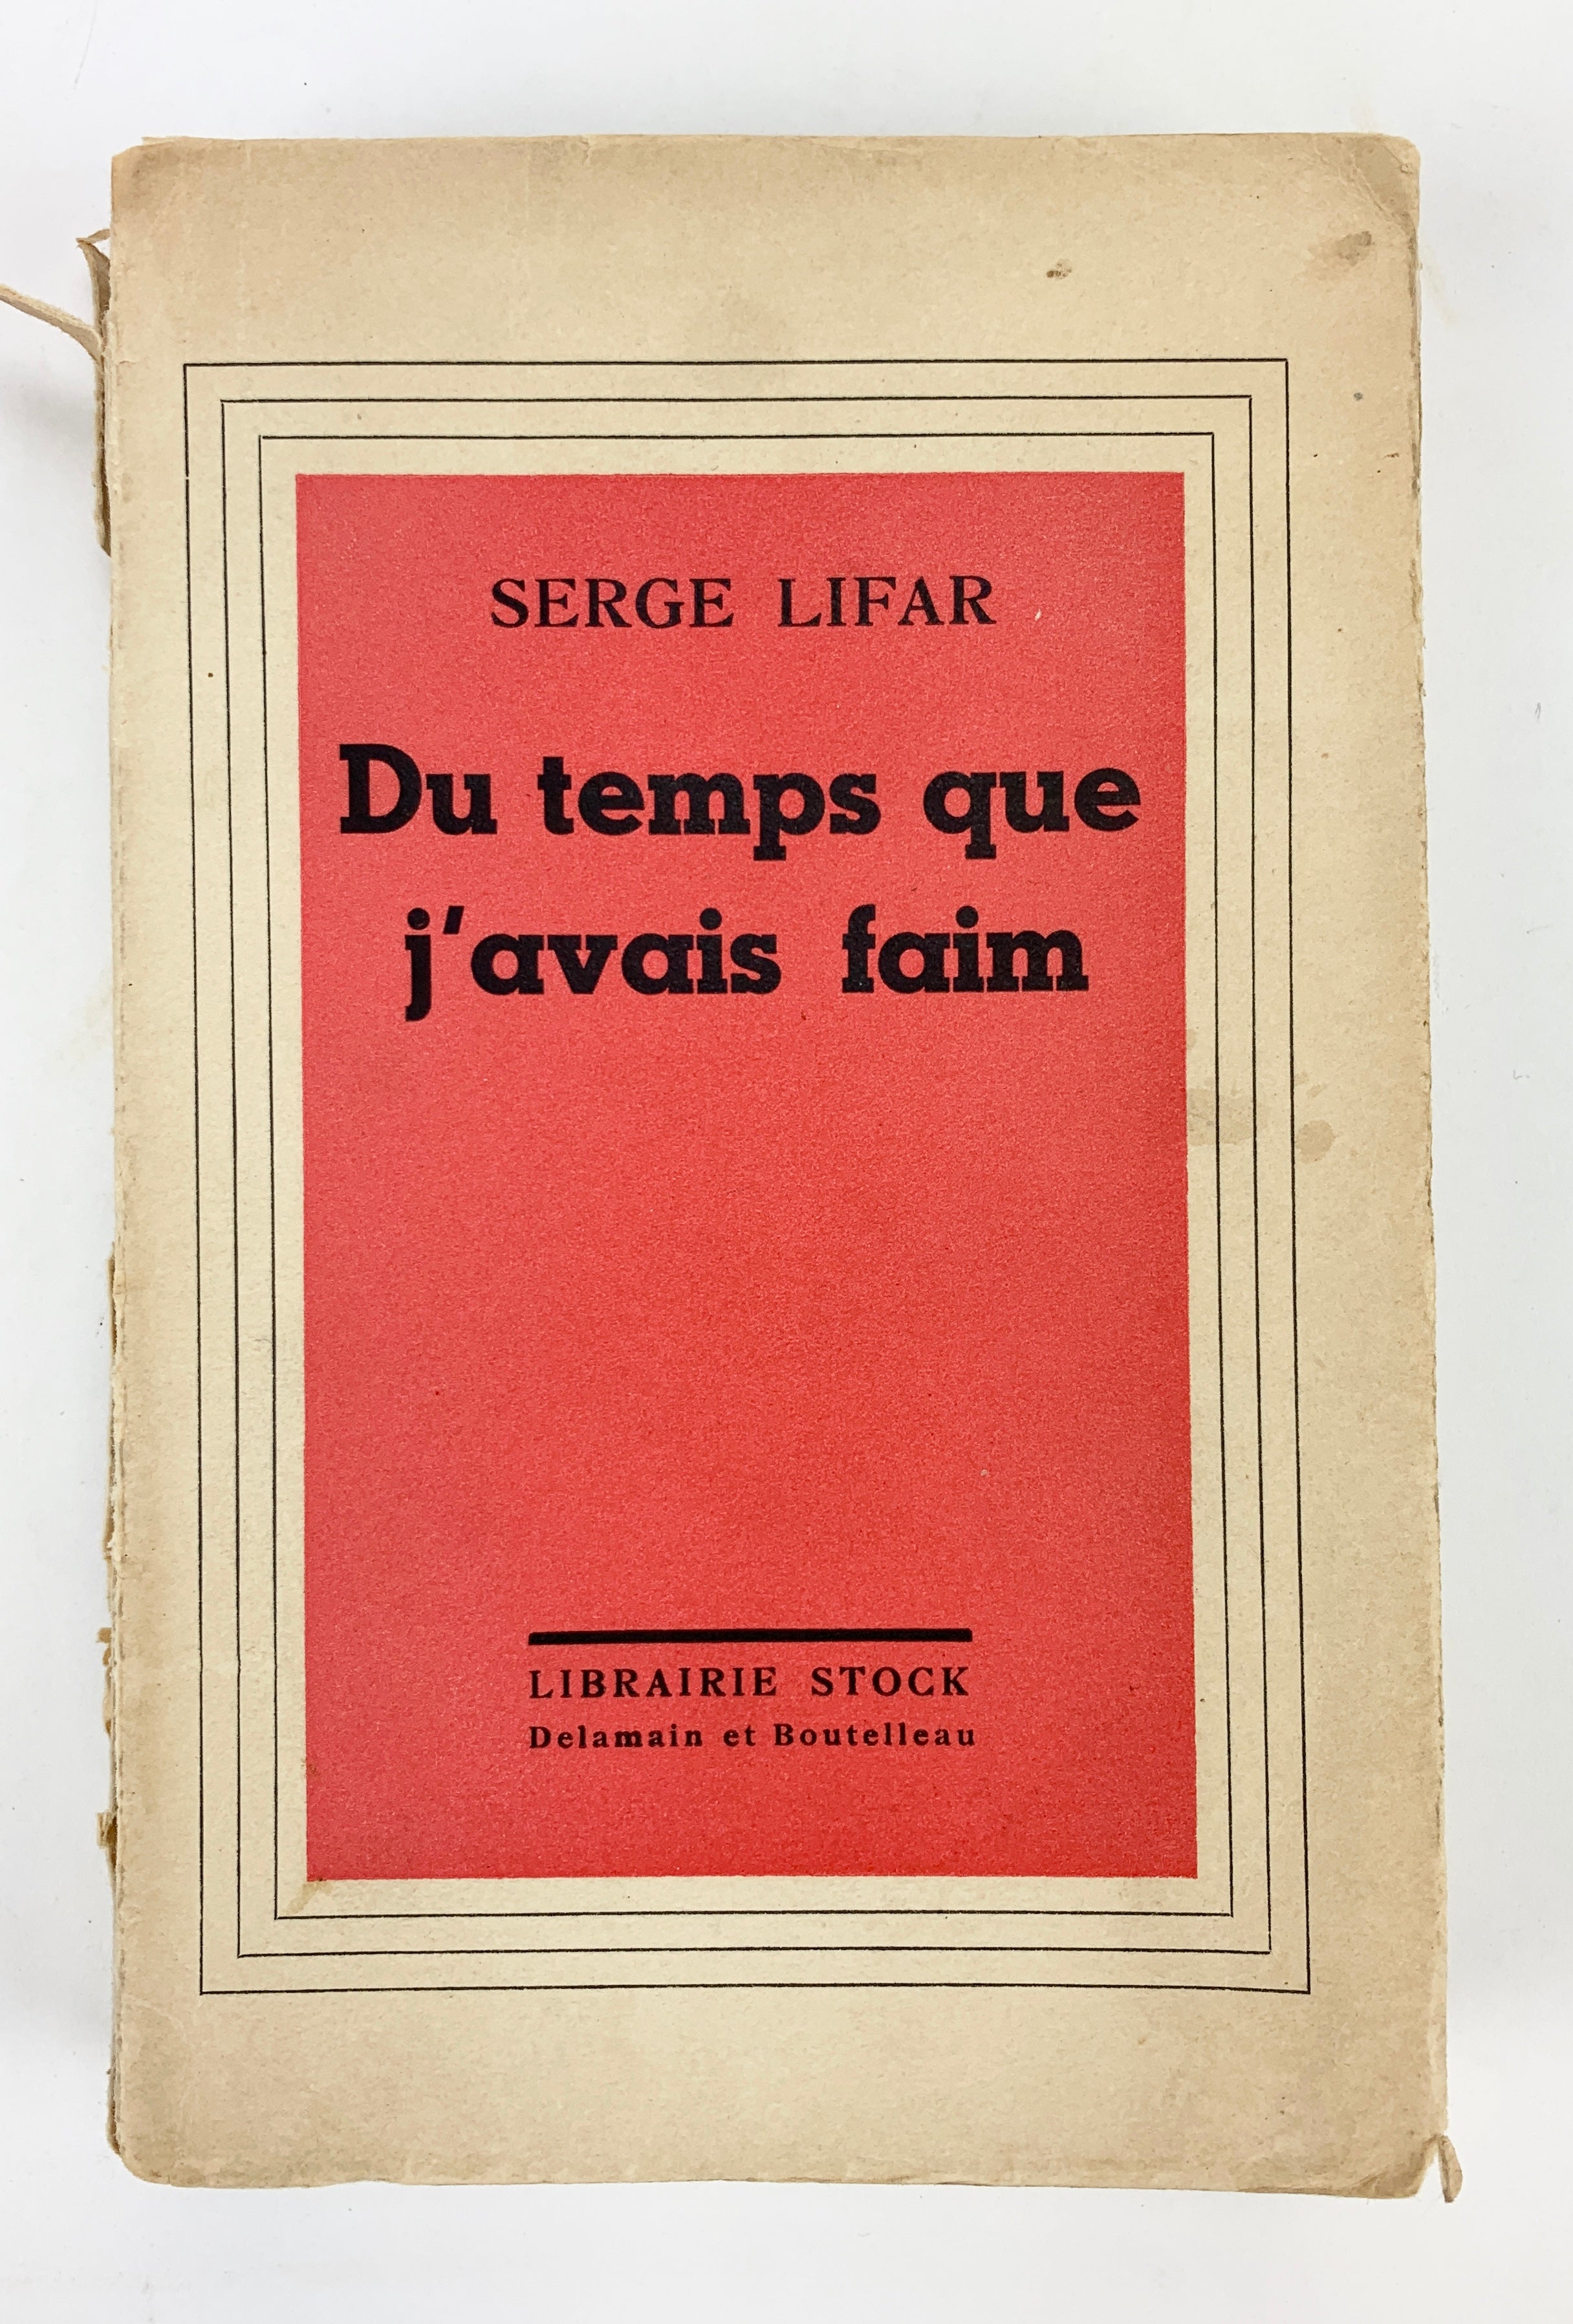 SERGE LIFAR
Du temps que
j'avais faim
LIBRAIRIE STOCK
Delamain et Boutelleau